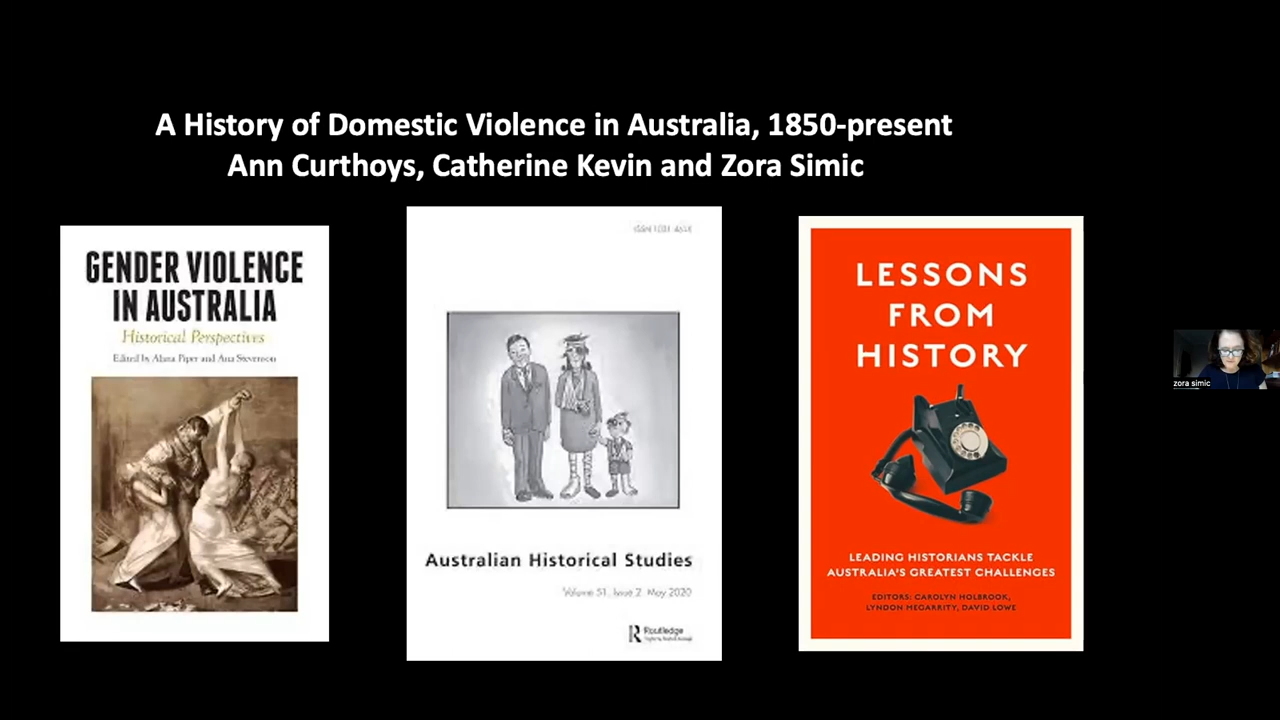 A History of Domestic Violence in Australia, 1850-present
Ann Curthoys, Catherine Kevin and Zora Simic
GENDER VIOLENCE
IN AUSTRALIA
Historical Perspectives
Edited by Alana Piper and Ana Stevenson
Australian Historical Studies
Volume 51, Issue 2, May 2020
Routledge
LESSONS
FROM
HISTORY
LEADING HISTORIANS TACKLE
AUSTRALIA'S GREATEST CHALLENGES
EDITORS: CAROLYN HOLBROOK,
LYNDON MEGARRITY, DAVID LOWE
zora simic